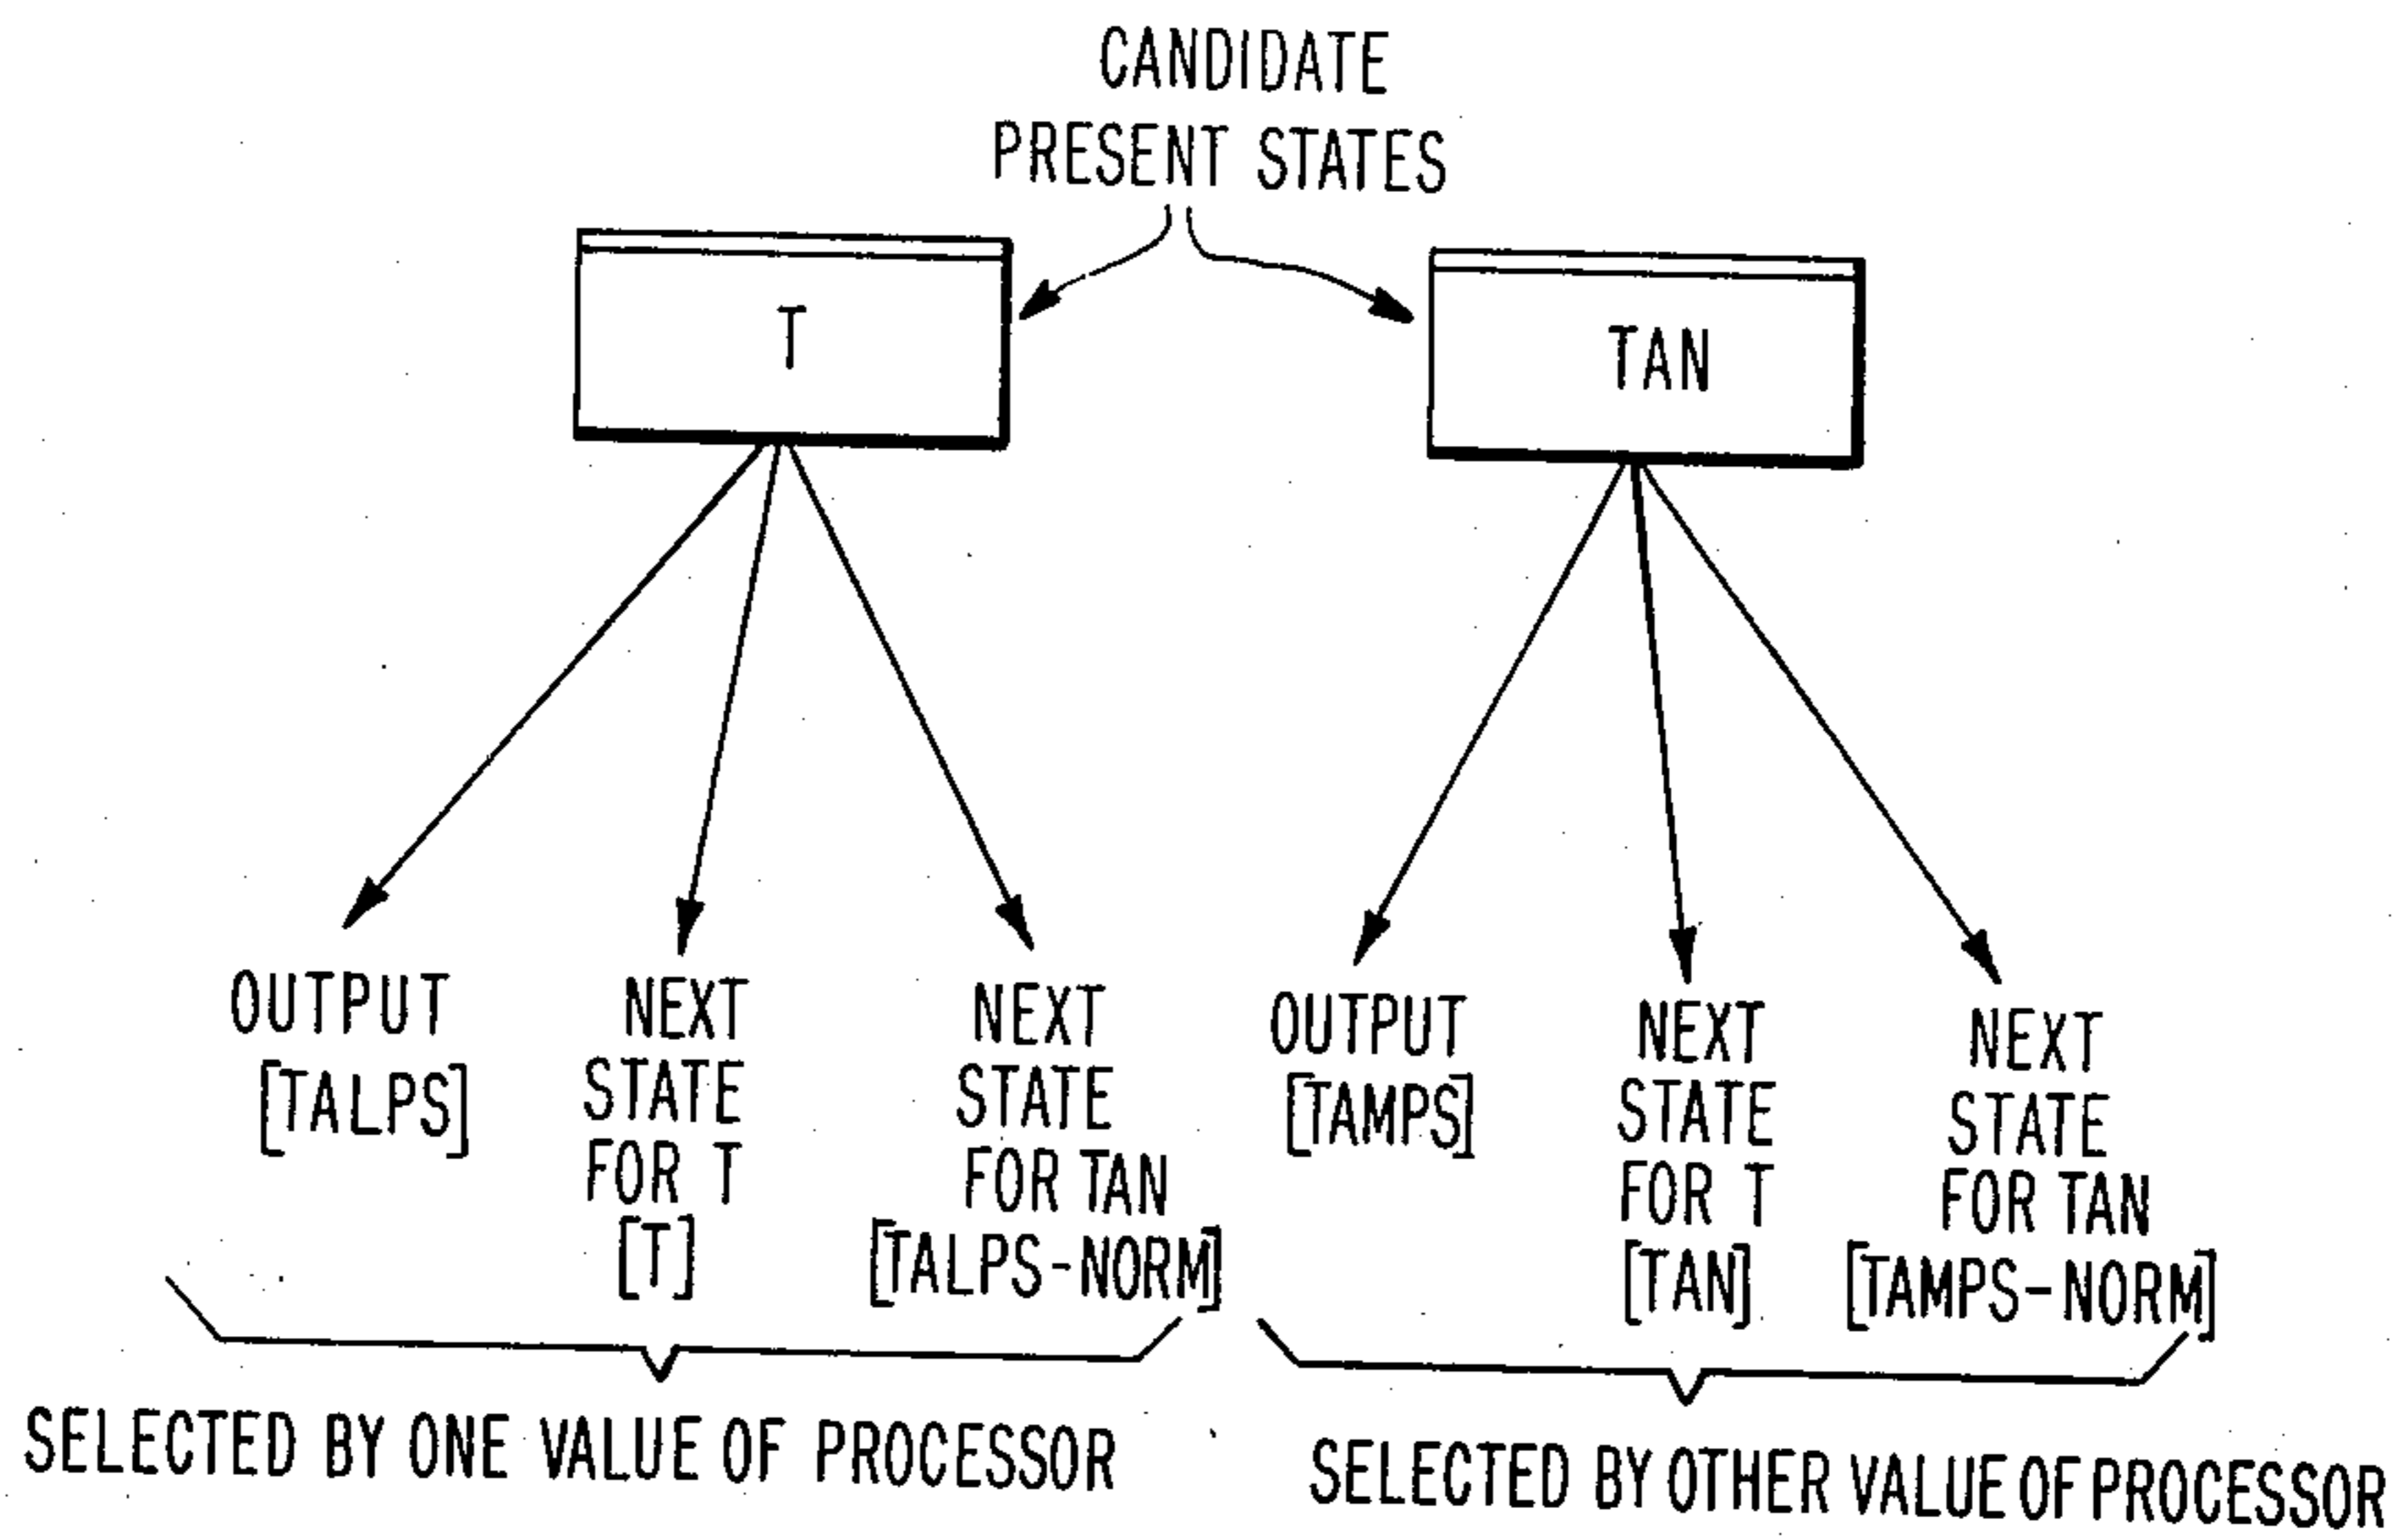 CANDIDATE
PRESENT STATES
T
TAN
OUTPUT
[TALPS]
NEXT
STATE
FOR T
[T]
NEXT
STATE
FOR TAN
[TALPS-NORM]
OUTPUT
[TAMPS]
NEXT
STATE
FOR T
[TAN]
NEXT
STATE
FOR TAN
[TAMPS-NORM]
SELECTED BY ONE VALUE OF PROCESSOR
SELECTED BY OTHER VALUE OF PROCESSOR